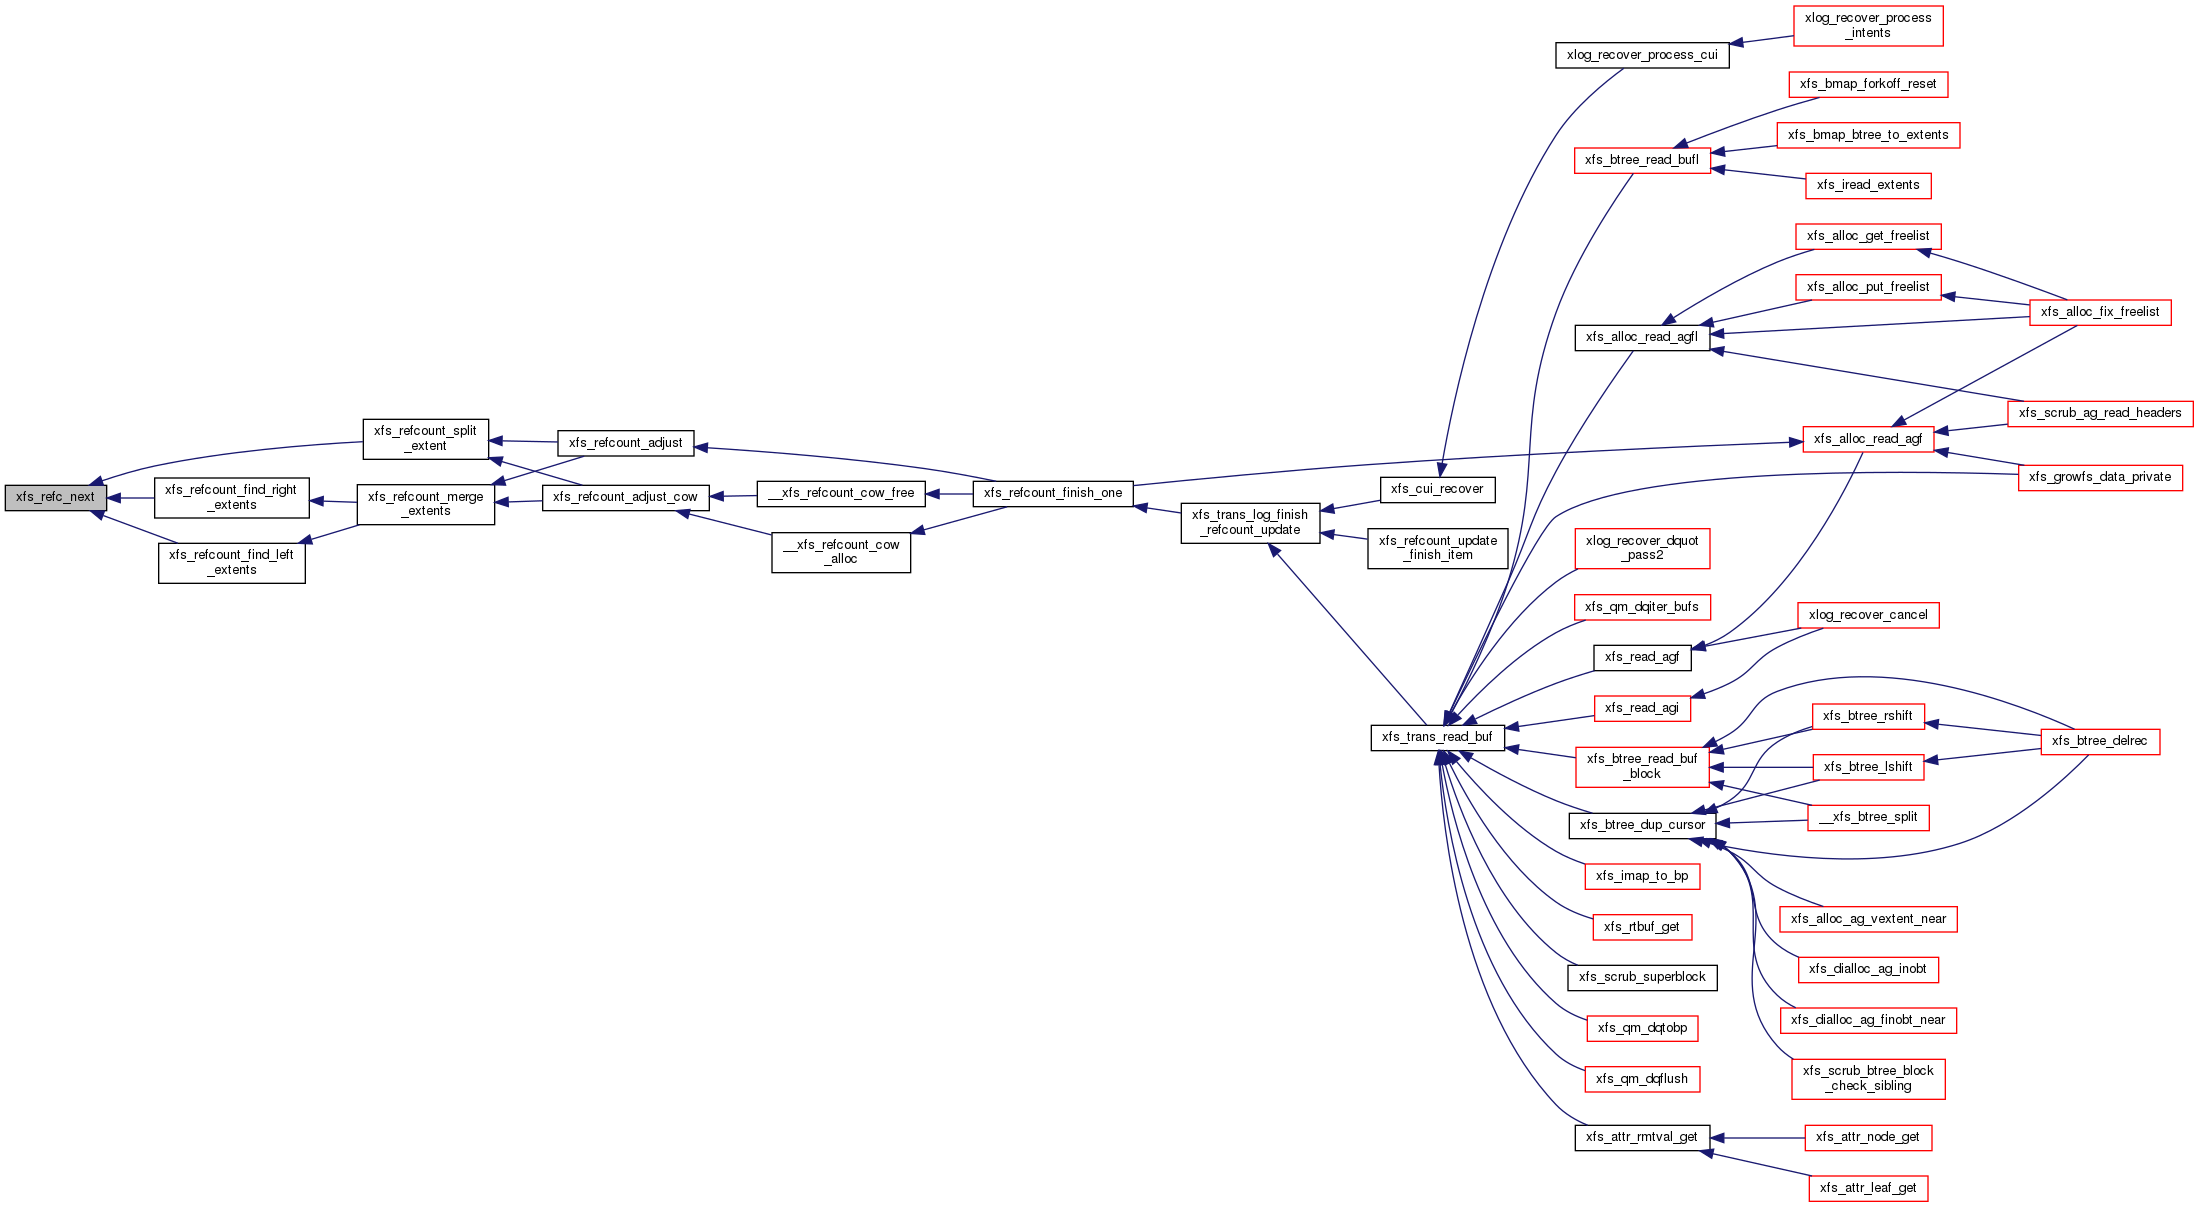 xfs_refc_next
xfs_refcount_split
_extent
xfs_refcount_find_right
_extents
xfs_refcount_find_left
_extents
xfs_refcount_merge
_extents
xfs_refcount_adjust
xfs_refcount_adjust_cow
__xfs_refcount_cow_free
__xfs_refcount_cow
_alloc
xfs_refcount_finish_one
xfs_trans_log_finish
_refcount_update
xfs_cui_recover
xfs_refcount_update
_finish_item
xfs_trans_read_buf
xlog_recover_process_cui
xfs_btree_read_bufl
xfs_alloc_read_agfl
xlog_recover_dquot
_pass2
xfs_qm_dqiter_bufs
xfs_read_agf
xfs_read_agi
xfs_btree_read_buf
_block
xfs_btree_dup_cursor
xfs_imap_to_bp
xfs_rtbuf_get
xfs_scrub_superblock
xfs_qm_dqtobp
xfs_qm_dqflush
xfs_attr_rmtval_get
xlog_recover_process
_intents
xfs_bmap_forkoff_reset
xfs_bmap_btree_to_extents
xfs_iread_extents
xfs_alloc_get_freelist
xfs_alloc_put_freelist
xfs_alloc_read_agf
xlog_recover_cancel
xfs_btree_rshift
xfs_btree_lshift
__xfs_btree_split
xfs_alloc_ag_vextent_near
xfs_dialloc_ag_inobt
xfs_dialloc_ag_finobt_near
xfs_scrub_btree_block
_check_sibling
xfs_attr_node_get
xfs_attr_leaf_get
xfs_alloc_fix_freelist
xfs_scrub_ag_read_headers
xfs_growfs_data_private
xfs_btree_delrec